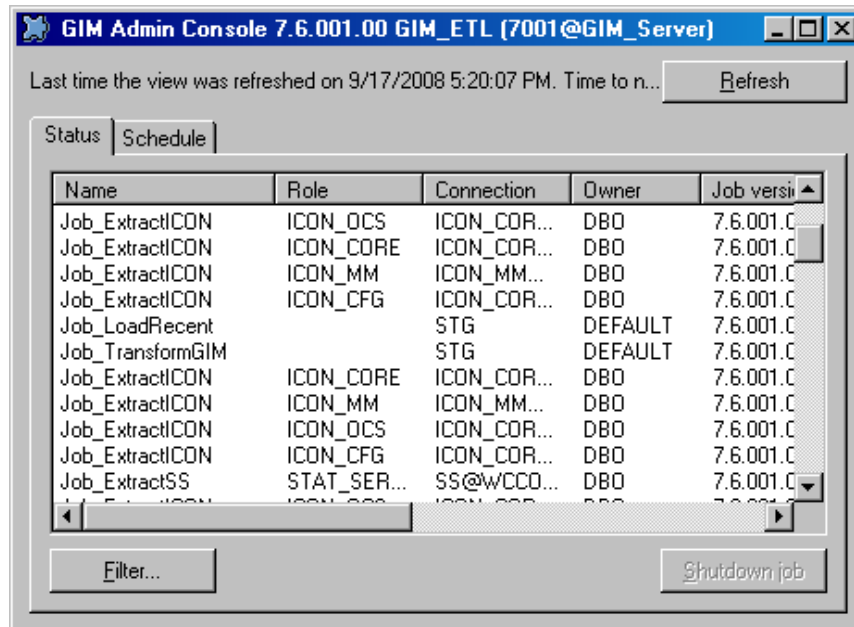 GIM Admin Console 7.6.001.00 GIM_ETL (7001@GIM_Server)
Last time the view was refreshed on 9/17/2008 5:20:07 PM. Time to n... Refresh
Status Schedule
Name Role Connection Owner Job versi
Job_ExtractICON ICON_OCS ICON_COR... DBO 7.6.001.0
Job_ExtractICON ICON_CORE ICON_COR... DBO 7.6.001.0
Job_ExtractICON ICON_MM ICON_MM... DBO 7.6.001.0
Job_ExtractICON ICON_CFG ICON_COR... DBO 7.6.001.0
Job_LoadRecent STG DEFAULT 7.6.001.0
Job_TransformGIM STG DEFAULT 7.6.001.0
Job_ExtractICON ICON_CORE ICON_COR... DBO 7.6.001.0
Job_ExtractICON ICON_MM ICON_MM... DBO 7.6.001.0
Job_ExtractICON ICON_OCS ICON_COR... DBO 7.6.001.0
Job_ExtractICON ICON_CFG ICON_COR... DBO 7.6.001.0
Job_ExtractSS STAT_SER... SS@WCCO... DBO 7.6.001.0
Filter... Shutdown job